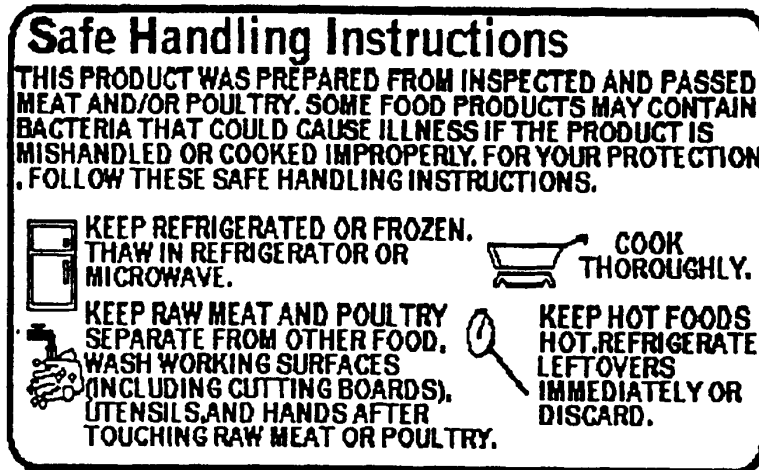 Safe Handling Instructions
THIS PRODUCT WAS PREPARED FROM INSPECTED AND PASSED
MEAT AND/OR POULTRY. SOME FOOD PRODUCTS MAY CONTAIN
BACTERIA THAT COULD CAUSE ILLNESS IF THE PRODUCT IS
MISHANDLED OR COOKED IMPROPERLY. FOR YOUR PROTECTION
, FOLLOW THESE SAFE HANDLING INSTRUCTIONS.
KEEP REFRIGERATED OR FROZEN.
THAW IN REFRIGERATOR OR
MICROWAVE.
COOK
THOROUGHLY.
KEEP RAW MEAT AND POULTRY
SEPARATE FROM OTHER FOOD.
WASH WORKING SURFACES
(INCLUDING CUTTING BOARDS),
UTENSILS,AND HANDS AFTER
TOUCHING RAW MEAT OR POULTRY.
KEEP HOT FOODS
HOT.REFRIGERATE
LEFTOVERS
IMMEDIATELY OR
DISCARD.